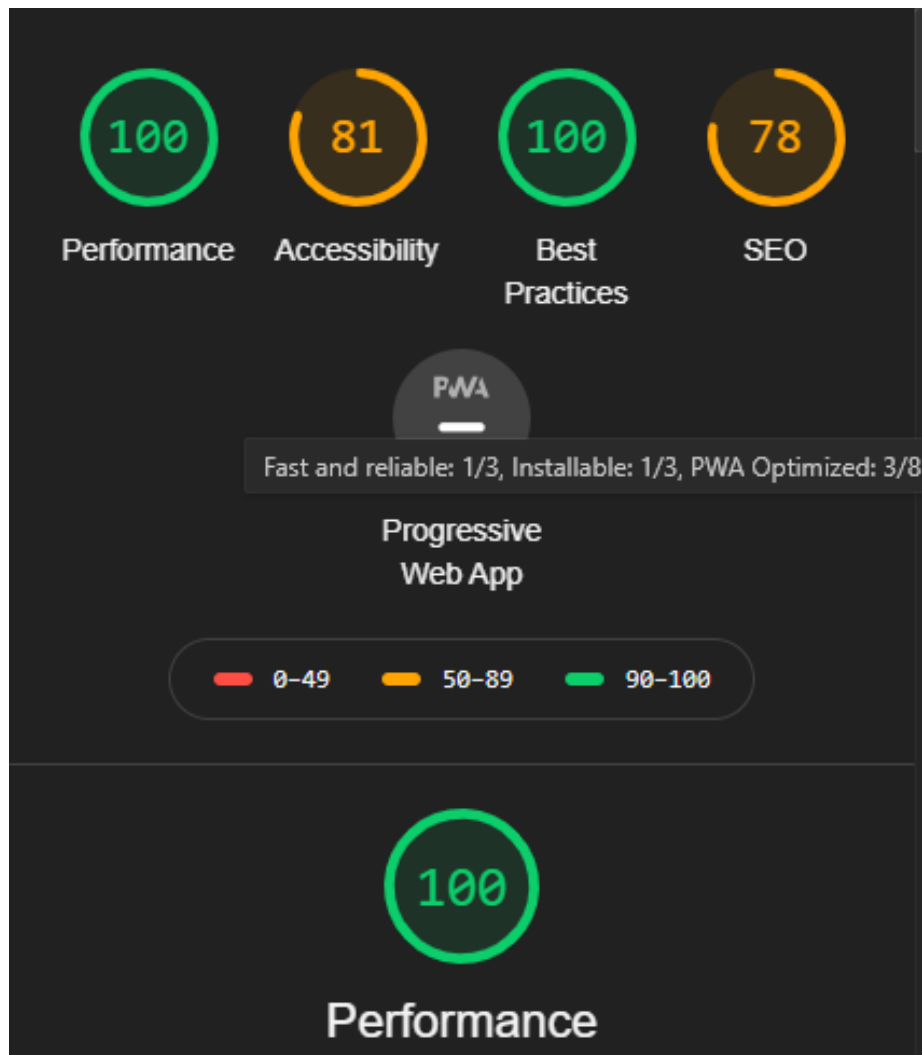 100 81 100 78
Performance Accessibility Best Practices SEO
PWA
Fast and reliable: 1/3, Installable: 1/3, PWA Optimized: 3/8
Progressive
Web App
0–49 50–89 90–100
100
Performance